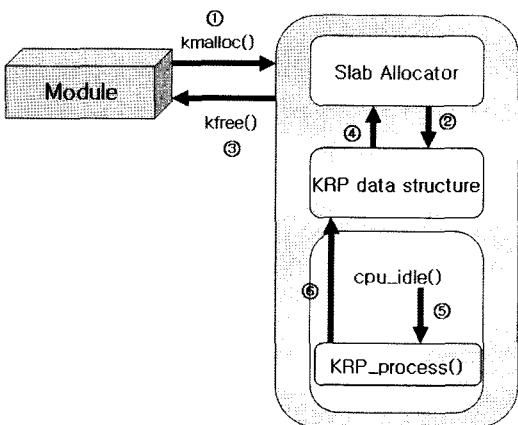 ①
kmalloc()
Module
kfree()
③
Slab Allocator
④ ②
KRP data structure
cpu_idle()
⑥ ⑤
KRP_process()